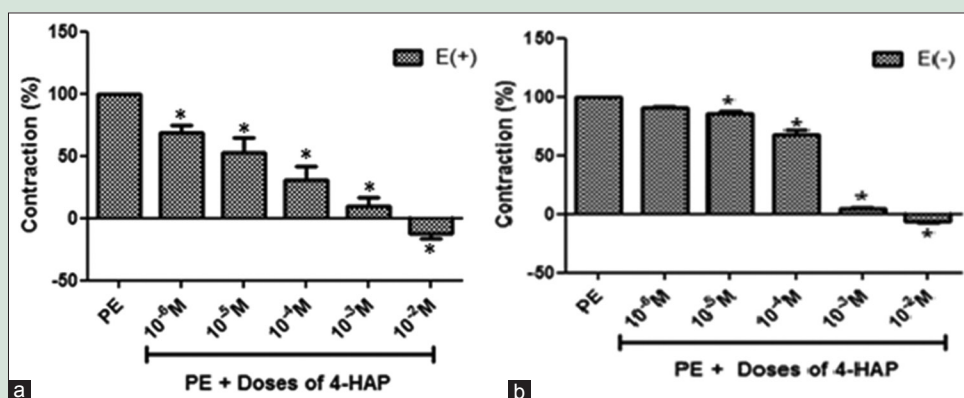 150
100
50
0
-50
Contraction (%)
E(+)
PE
10⁻⁶M
10⁻⁵M
10⁻⁴M
10⁻³M
10⁻²M
PE + Doses of 4-HAP
a
150
100
50
0
-50
Contraction (%)
E(-)
PE
10⁻⁶M
10⁻⁵M
10⁻⁴M
10⁻³M
10⁻²M
PE + Doses of 4-HAP
b